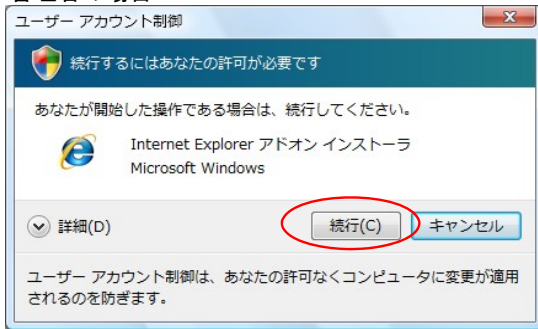 ユーザー アカウント制御
続行するにはあなたの許可が必要です
あなたが開始した操作である場合は、続行してください。
Internet Explorer アドオン インストーラ
Microsoft Windows
詳細(D)
続行(C)
キャンセル
ユーザー アカウント制御は、あなたの許可なくコンピュータに変更が適用
されるのを防ぎます。